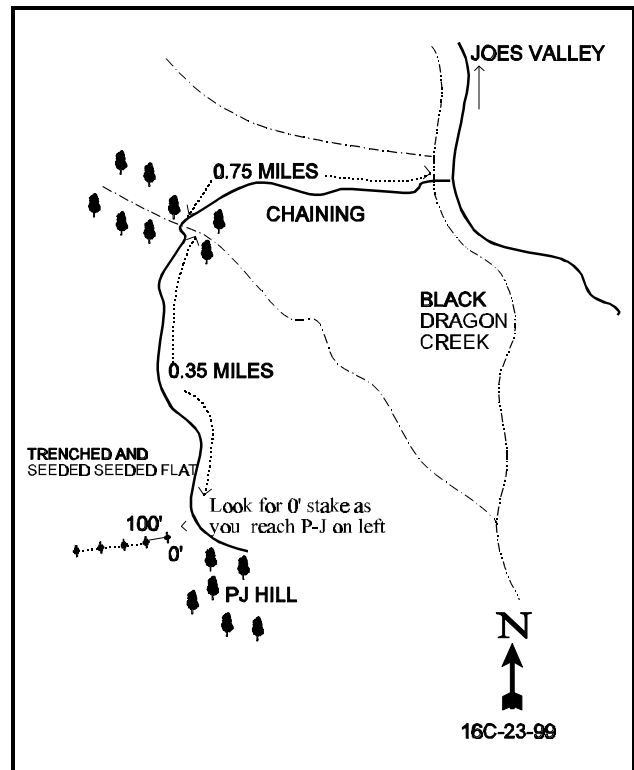 JOES VALLEY
0.75 MILES
CHAINING
BLACK
DRAGON
CREEK
0.35 MILES
TRENCHED AND
SEEDED SEEDED FLAT
Look for 0' stake as
you reach P-J on left
100'
0'
PJ HILL
N
16C-23-99